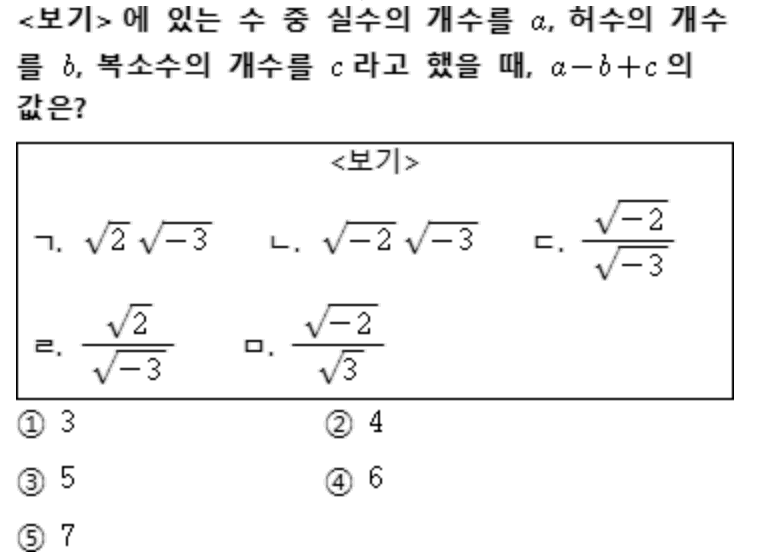 <보기> 에 있는 수 중 실수의 개수를 a, 허수의 개수
를 b, 복소수의 개수를 c 라고 했을 때, a−b+c 의
값은?
<보기>
ㄱ. √2 √−3 ㄴ. √−2 √−3 ㄷ. √−2 / √−3
ㄹ. √2 / √−3 ㅁ. √−2 / √3
① 3 ② 4
③ 5 ④ 6
⑤ 7